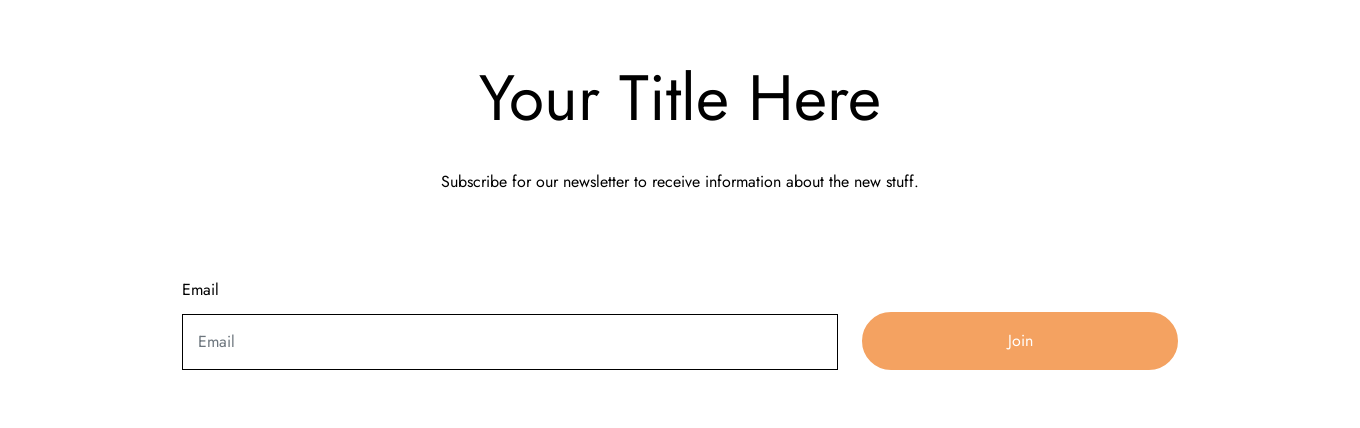 Your Title Here
Subscribe for our newsletter to receive information about the new stuff.
Email
Email
Join